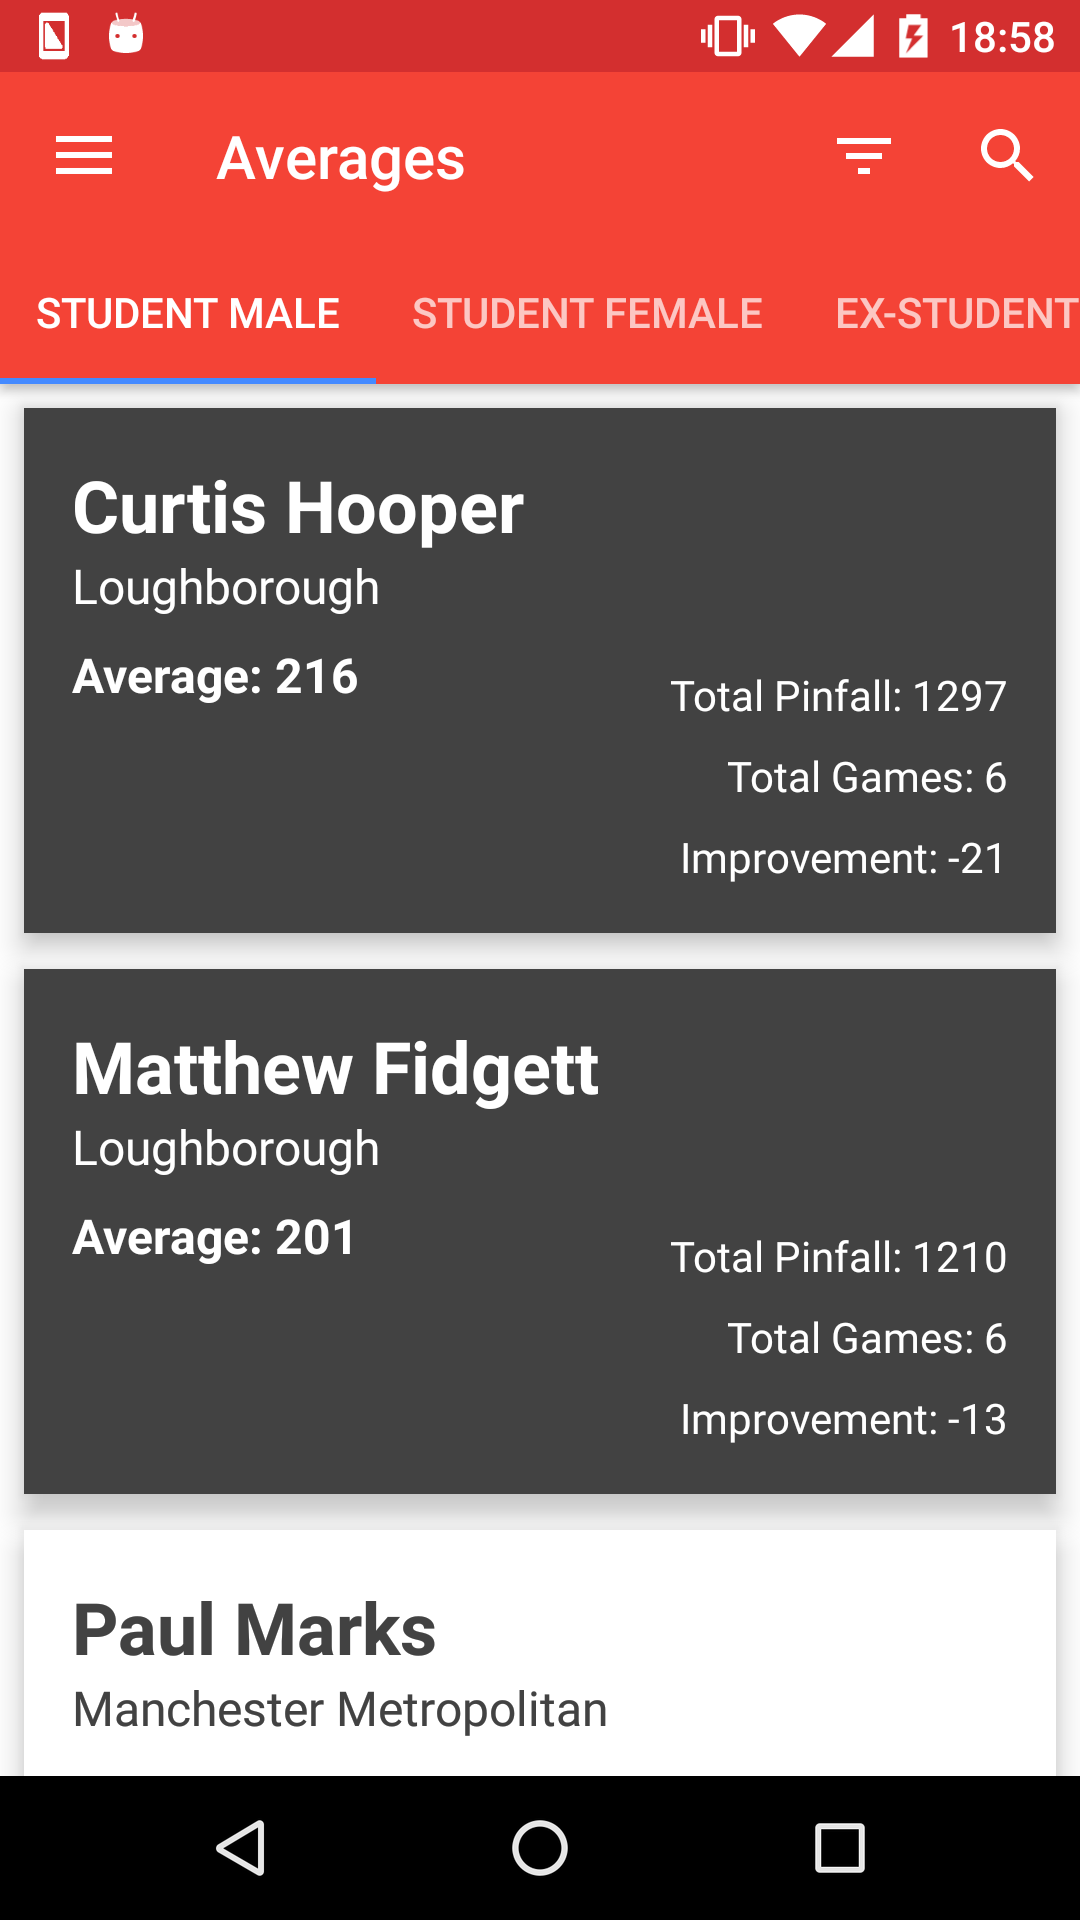 18:58
Averages
STUDENT MALE STUDENT FEMALE EX-STUDENT
Curtis Hooper
Loughborough
Average: 216
Total Pinfall: 1297
Total Games: 6
Improvement: -21
Matthew Fidgett
Loughborough
Average: 201
Total Pinfall: 1210
Total Games: 6
Improvement: -13
Paul Marks
Manchester Metropolitan